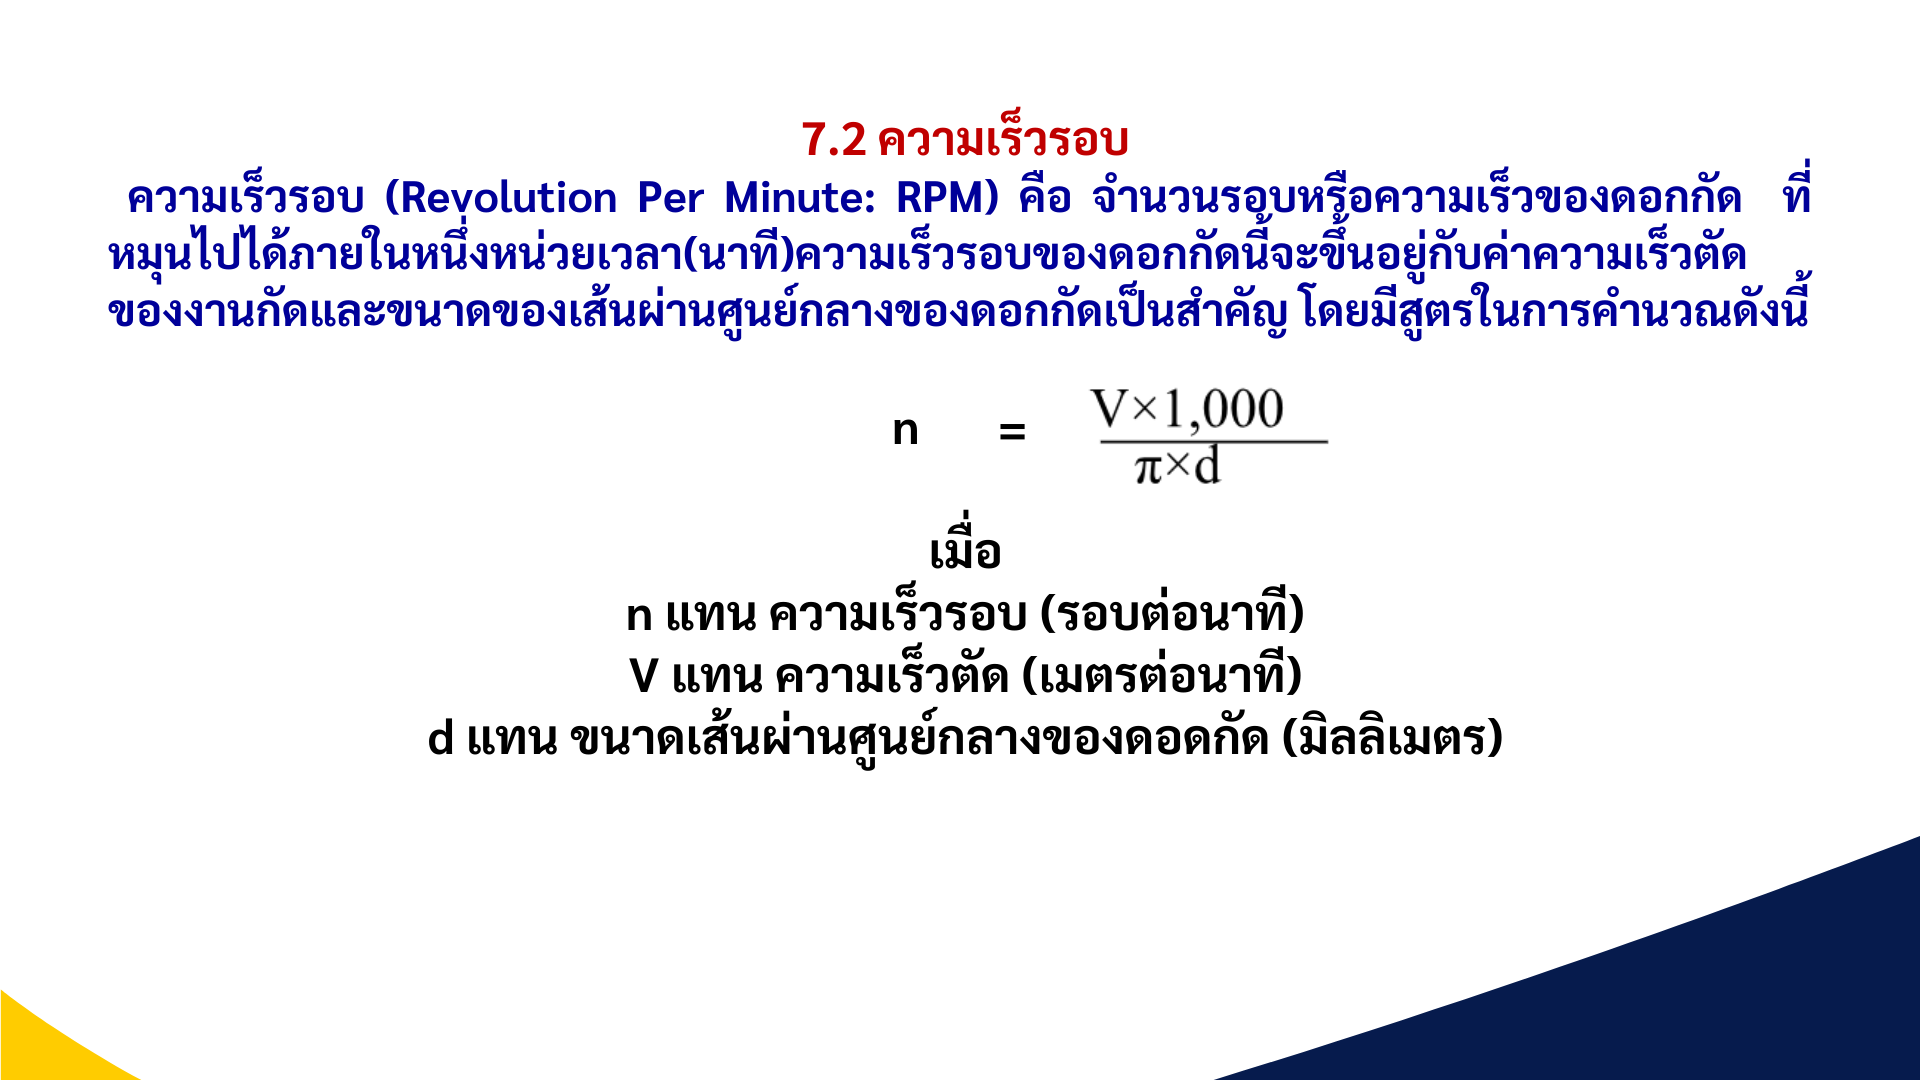 7.2 ความเร็วรอบ
ความเร็วรอบ (Revolution Per Minute: RPM) คือ จำนวนรอบหรือความเร็วของดอกกัด ที่
หมุนไปได้ภายในหนึ่งหน่วยเวลา(นาที)ความเร็วรอบของดอกกัดนี้จะขึ้นอยู่กับค่าความเร็วตัด
ของงานกัดและขนาดของเส้นผ่านศูนย์กลางของดอกกัดเป็นสำคัญ โดยมีสูตรในการคำนวณดังนี้
V×1,000
n =
π×d
เมื่อ
n แทน ความเร็วรอบ (รอบต่อนาที)
V แทน ความเร็วตัด (เมตรต่อนาที)
d แทน ขนาดเส้นผ่านศูนย์กลางของดอดกัด (มิลลิเมตร)